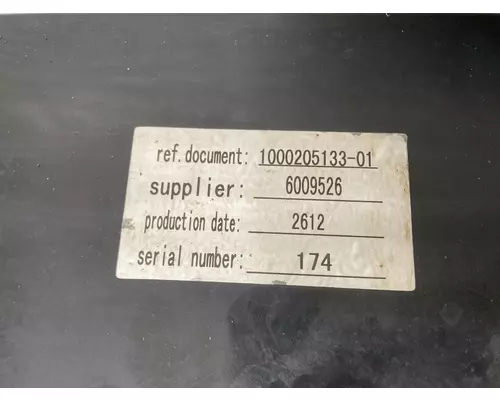 ref. document: 1000205133-01
supplier: 6009526
production date: 2612
serial number: 174